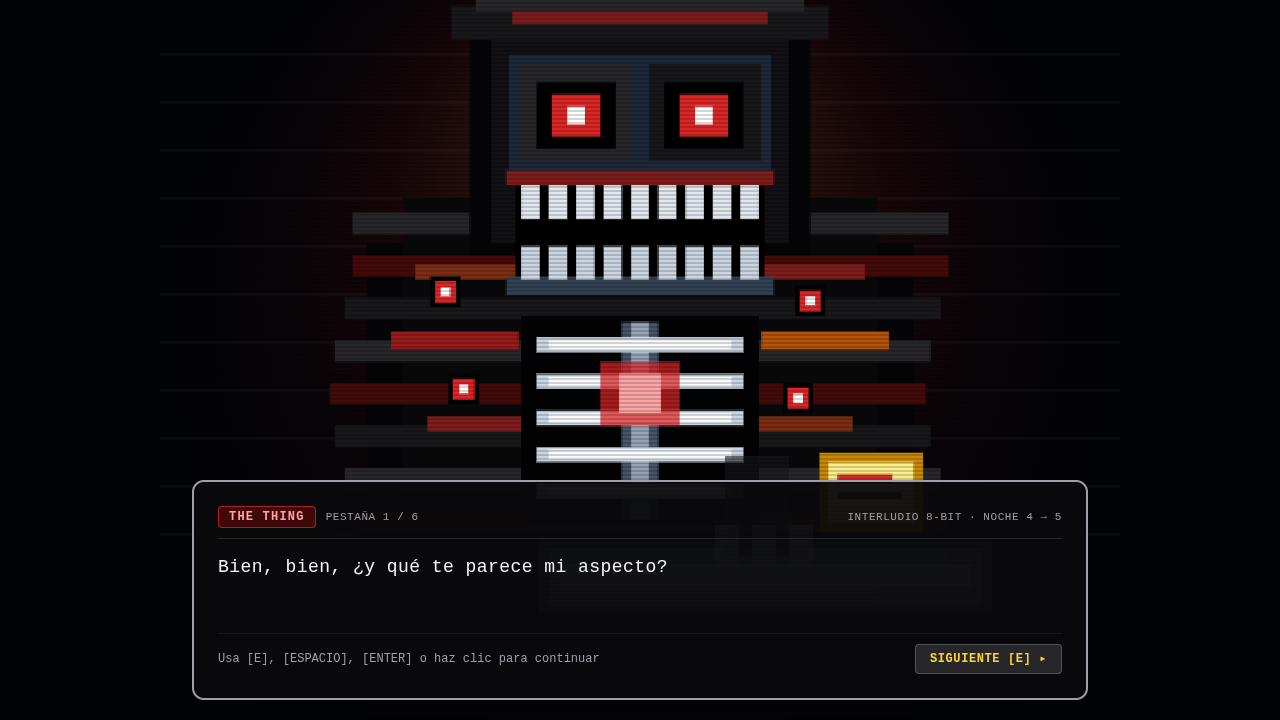 THE THING PESTAÑA 1 / 6 INTERLUDIO 8-BIT · NOCHE 4 → 5
Bien, bien, ¿y qué te parece mi aspecto?
Usa [E], [ESPACIO], [ENTER] o haz clic para continuar SIGUIENTE [E] ▸